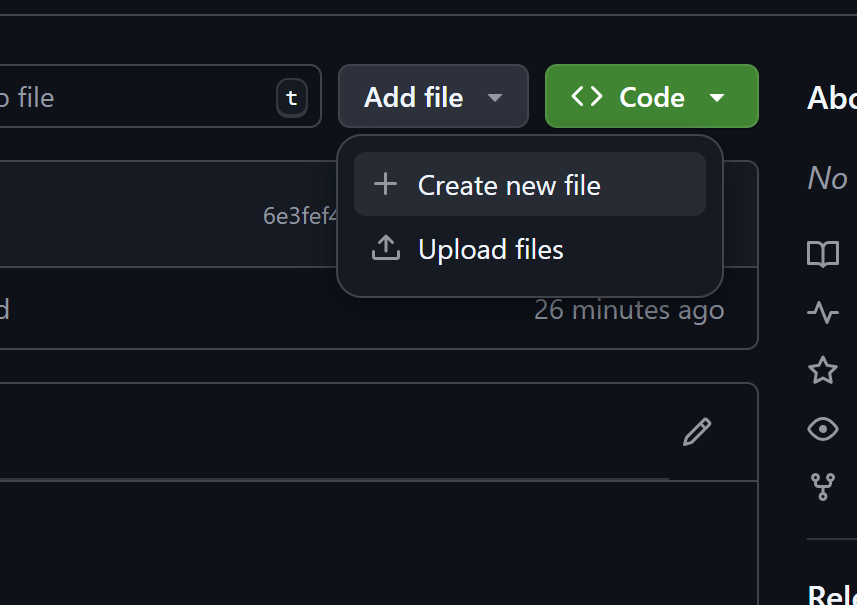 o file
t
Add file
Code
Abo
Create new file
No
6e3fef4
Upload files
d
26 minutes ago
Rele